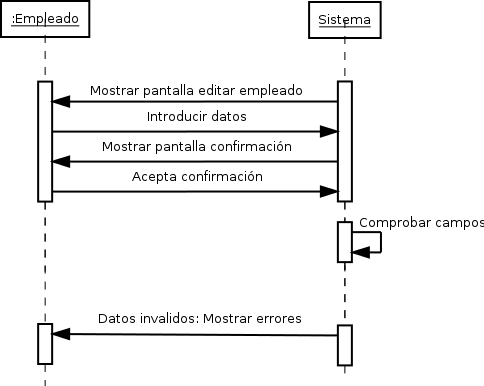 :Empleado
Sistema
Mostrar pantalla editar empleado
Introducir datos
Mostrar pantalla confirmación
Acepta confirmación
Comprobar campos
Datos invalidos: Mostrar errores